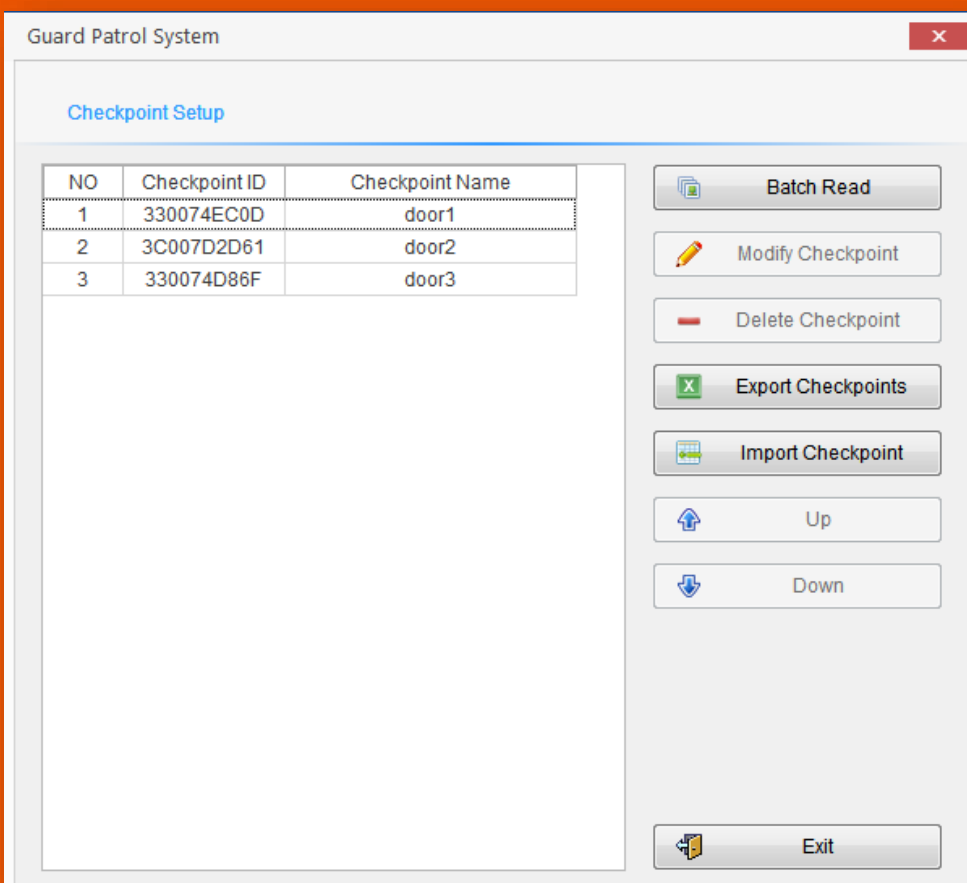 Guard Patrol System
Checkpoint Setup
NO Checkpoint ID Checkpoint Name
1 330074EC0D door1
2 3C007D2D61 door2
3 330074D86F door3
Batch Read
Modify Checkpoint
Delete Checkpoint
Export Checkpoints
Import Checkpoint
Up
Down
Exit